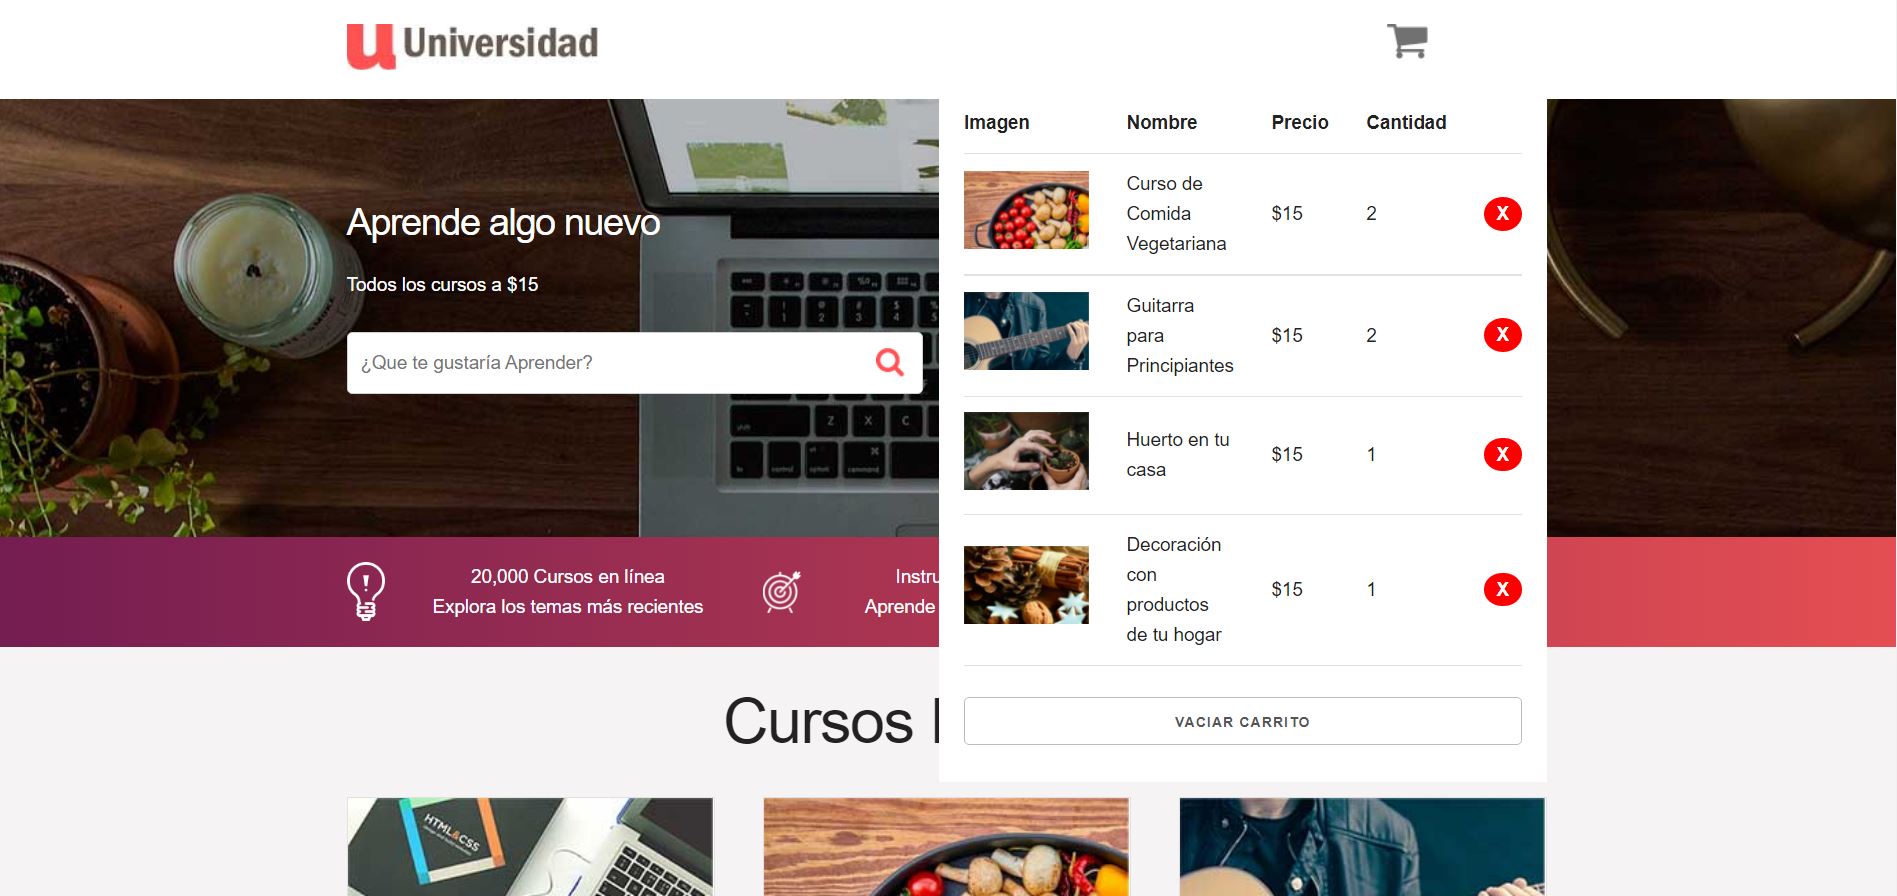 u Universidad
Imagen Nombre Precio Cantidad
Curso de
Comida
Vegetariana
$15 2 X
Guitarra
para
Principiantes
$15 2 X
Huerto en tu
casa
$15 1 X
Decoración
con
productos
de tu hogar
$15 1 X
VACIAR CARRITO
Aprende algo nuevo
Todos los cursos a $15
¿Que te gustaría Aprender?
20,000 Cursos en línea
Explora los temas más recientes
Instru
Aprende
Cursos
HTML&CSS
Z X C
control option command